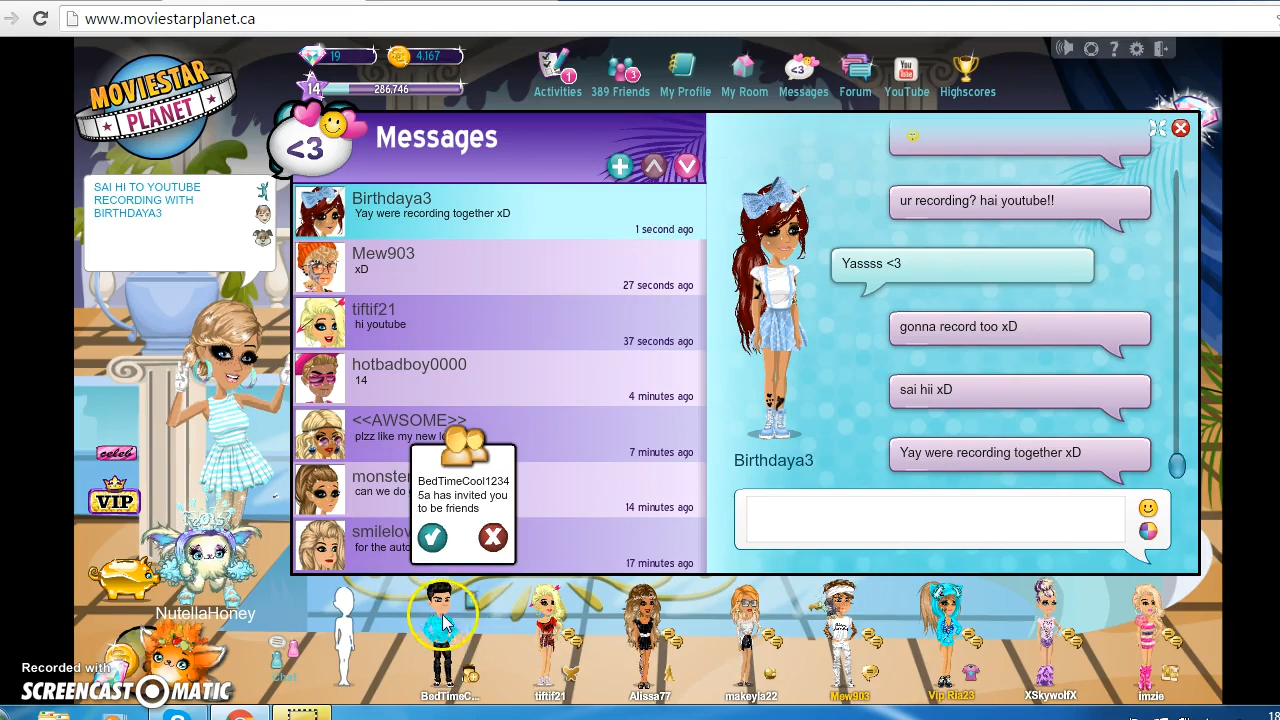 www.moviestarplanet.ca
MOVIESTAR
PLANET
19
4.167
14
286,746
1
3
<3
Activities
389 Friends
My Profile
My Room
Messages
Forum
You
Tube
YouTube
Highscores
?
<3
Messages
SAI HI TO YOUTUBE
RECORDING WITH
BIRTHDAYA3
Birthdaya3
Yay were recording together xD
1 second ago
Mew903
xD
27 seconds ago
tiftif21
hi youtube
37 seconds ago
hotbadboy0000
14
4 minutes ago
<<AWSOME>>
plzz like my new
7 minutes ago
monster
can we do
14 minutes ago
smilelov
for the auto
17 minutes ago
BedTimeCool1234
5a has invited you
to be friends
ur recording? hai youtube!!
Yassss <3
gonna record too xD
sai hii xD
Yay were recording together xD
Birthdaya3
celeb
VIP
NutellaHoney
Chat
BedTimeC...
tiftif21
Alissa77
makeyla22
Mew903
Vip Ria23
XSkywolfX
imzie
Recorded with
SCREENCAST-O-MATIC